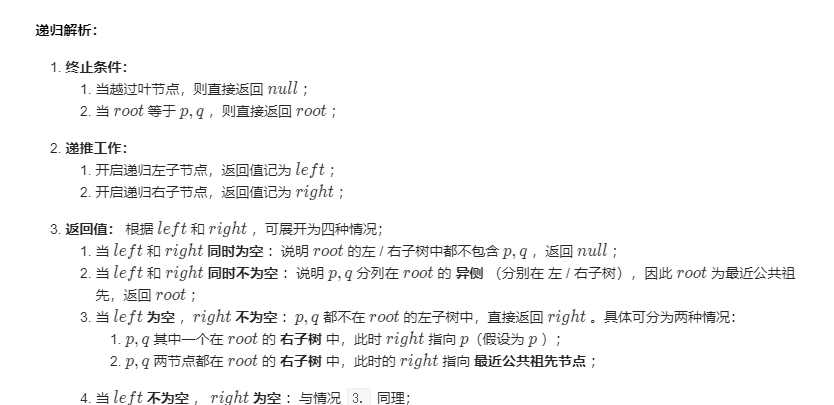 递归解析：
1. 终止条件：
1. 当越过叶节点，则直接返回 null ；
2. 当 root 等于 p, q ，则直接返回 root ；
2. 递推工作：
1. 开启递归左子节点，返回值记为 left ；
2. 开启递归右子节点，返回值记为 right ；
3. 返回值： 根据 left 和 right ，可展开为四种情况；
1. 当 left 和 right 同时为空 ：说明 root 的左 / 右子树中都不包含 p, q ，返回 null ；
2. 当 left 和 right 同时不为空 ：说明 p, q 分列在 root 的 异侧 （分别在 左 / 右子树），因此 root 为最近公共祖
先，返回 root ；
3. 当 left 为空 ，right 不为空 ：p, q 都不在 root 的左子树中，直接返回 right 。具体可分为两种情况：
1. p, q 其中一个在 root 的 右子树 中，此时 right 指向 p（假设为 p ）；
2. p, q 两节点都在 root 的 右子树 中，此时的 right 指向 最近公共祖先节点 ；
4. 当 left 不为空 ， right 为空 ：与情况 3. 同理；